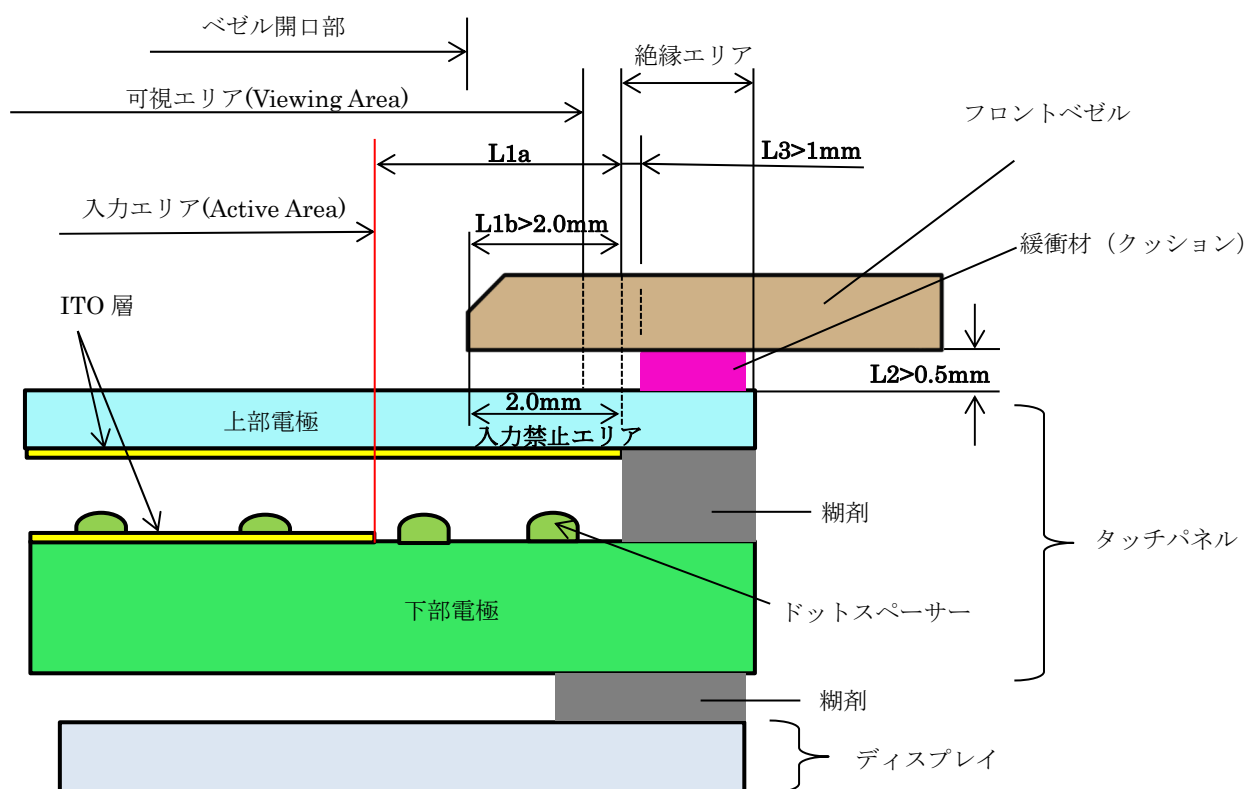 ベゼル開口部
絶縁エリア
可視エリア(Viewing Area)
フロントベゼル
L1a
L3>1mm
入力エリア(Active Area)
L1b>2.0mm
緩衝材（クッション）
ITO 層
L2>0.5mm
2.0mm
上部電極
入力禁止エリア
糊剤
タッチパネル
下部電極
ドットスペーサー
糊剤
ディスプレイ